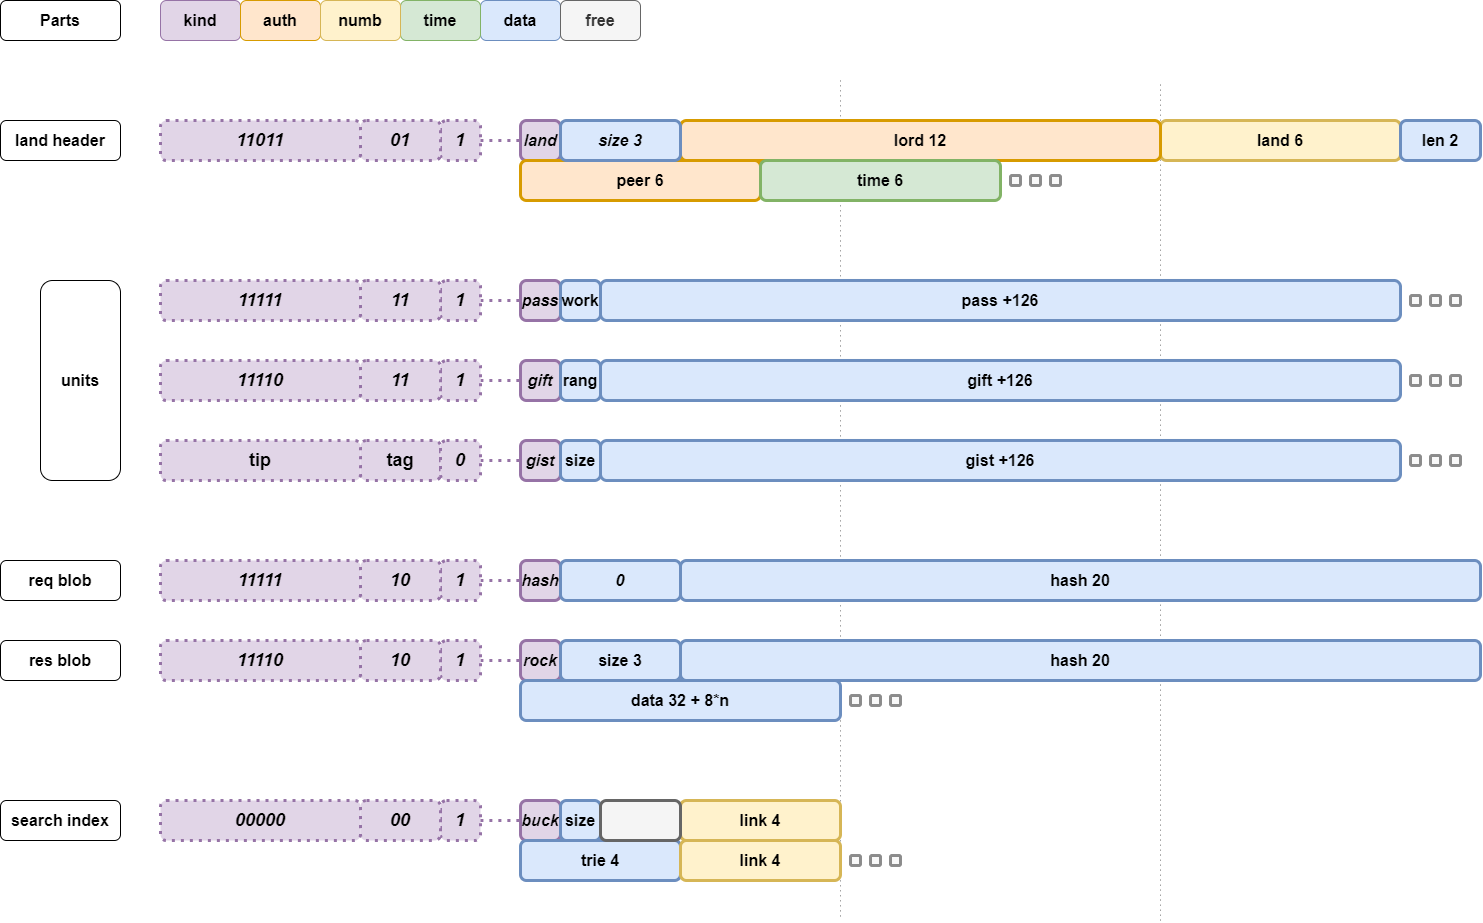 Parts kind auth numb time data free
land header 11011 01 1 land size 3 lord 12 land 6 len 2
peer 6 time 6
11111 11 1 pass work pass +126
units 11110 11 1 gift rang gift +126
tip tag 0 gist size gist +126
req blob 11111 10 1 hash 0 hash 20
res blob 11110 10 1 rock size 3 hash 20
data 32 + 8*n
search index 00000 00 1 buck size link 4
trie 4 link 4